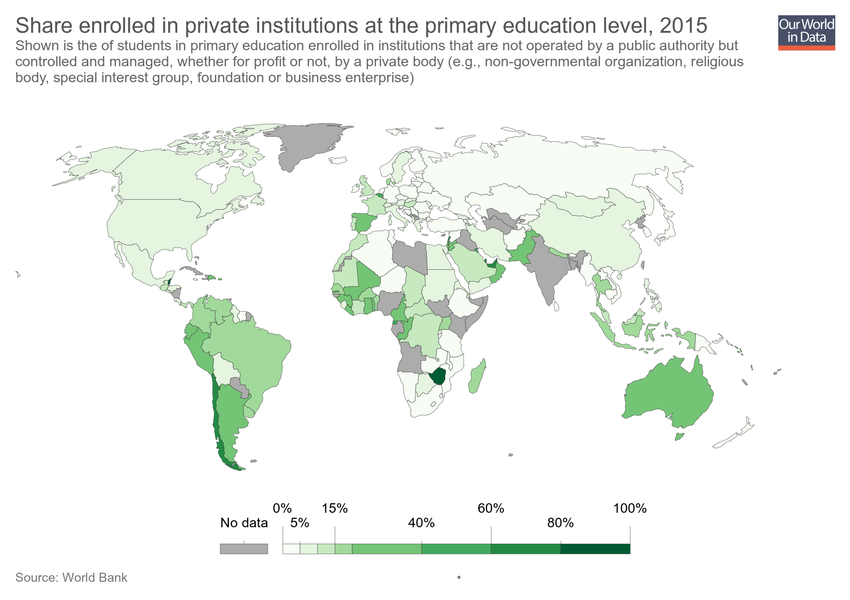 Share enrolled in private institutions at the primary education level, 2015
Our World
in Data
Shown is the of students in primary education enrolled in institutions that are not operated by a public authority but
controlled and managed, whether for profit or not, by a private body (e.g., non-governmental organization, religious
body, special interest group, foundation or business enterprise)
0% 15% 40% 60% 80% 100%
No data 5%
Source: World Bank